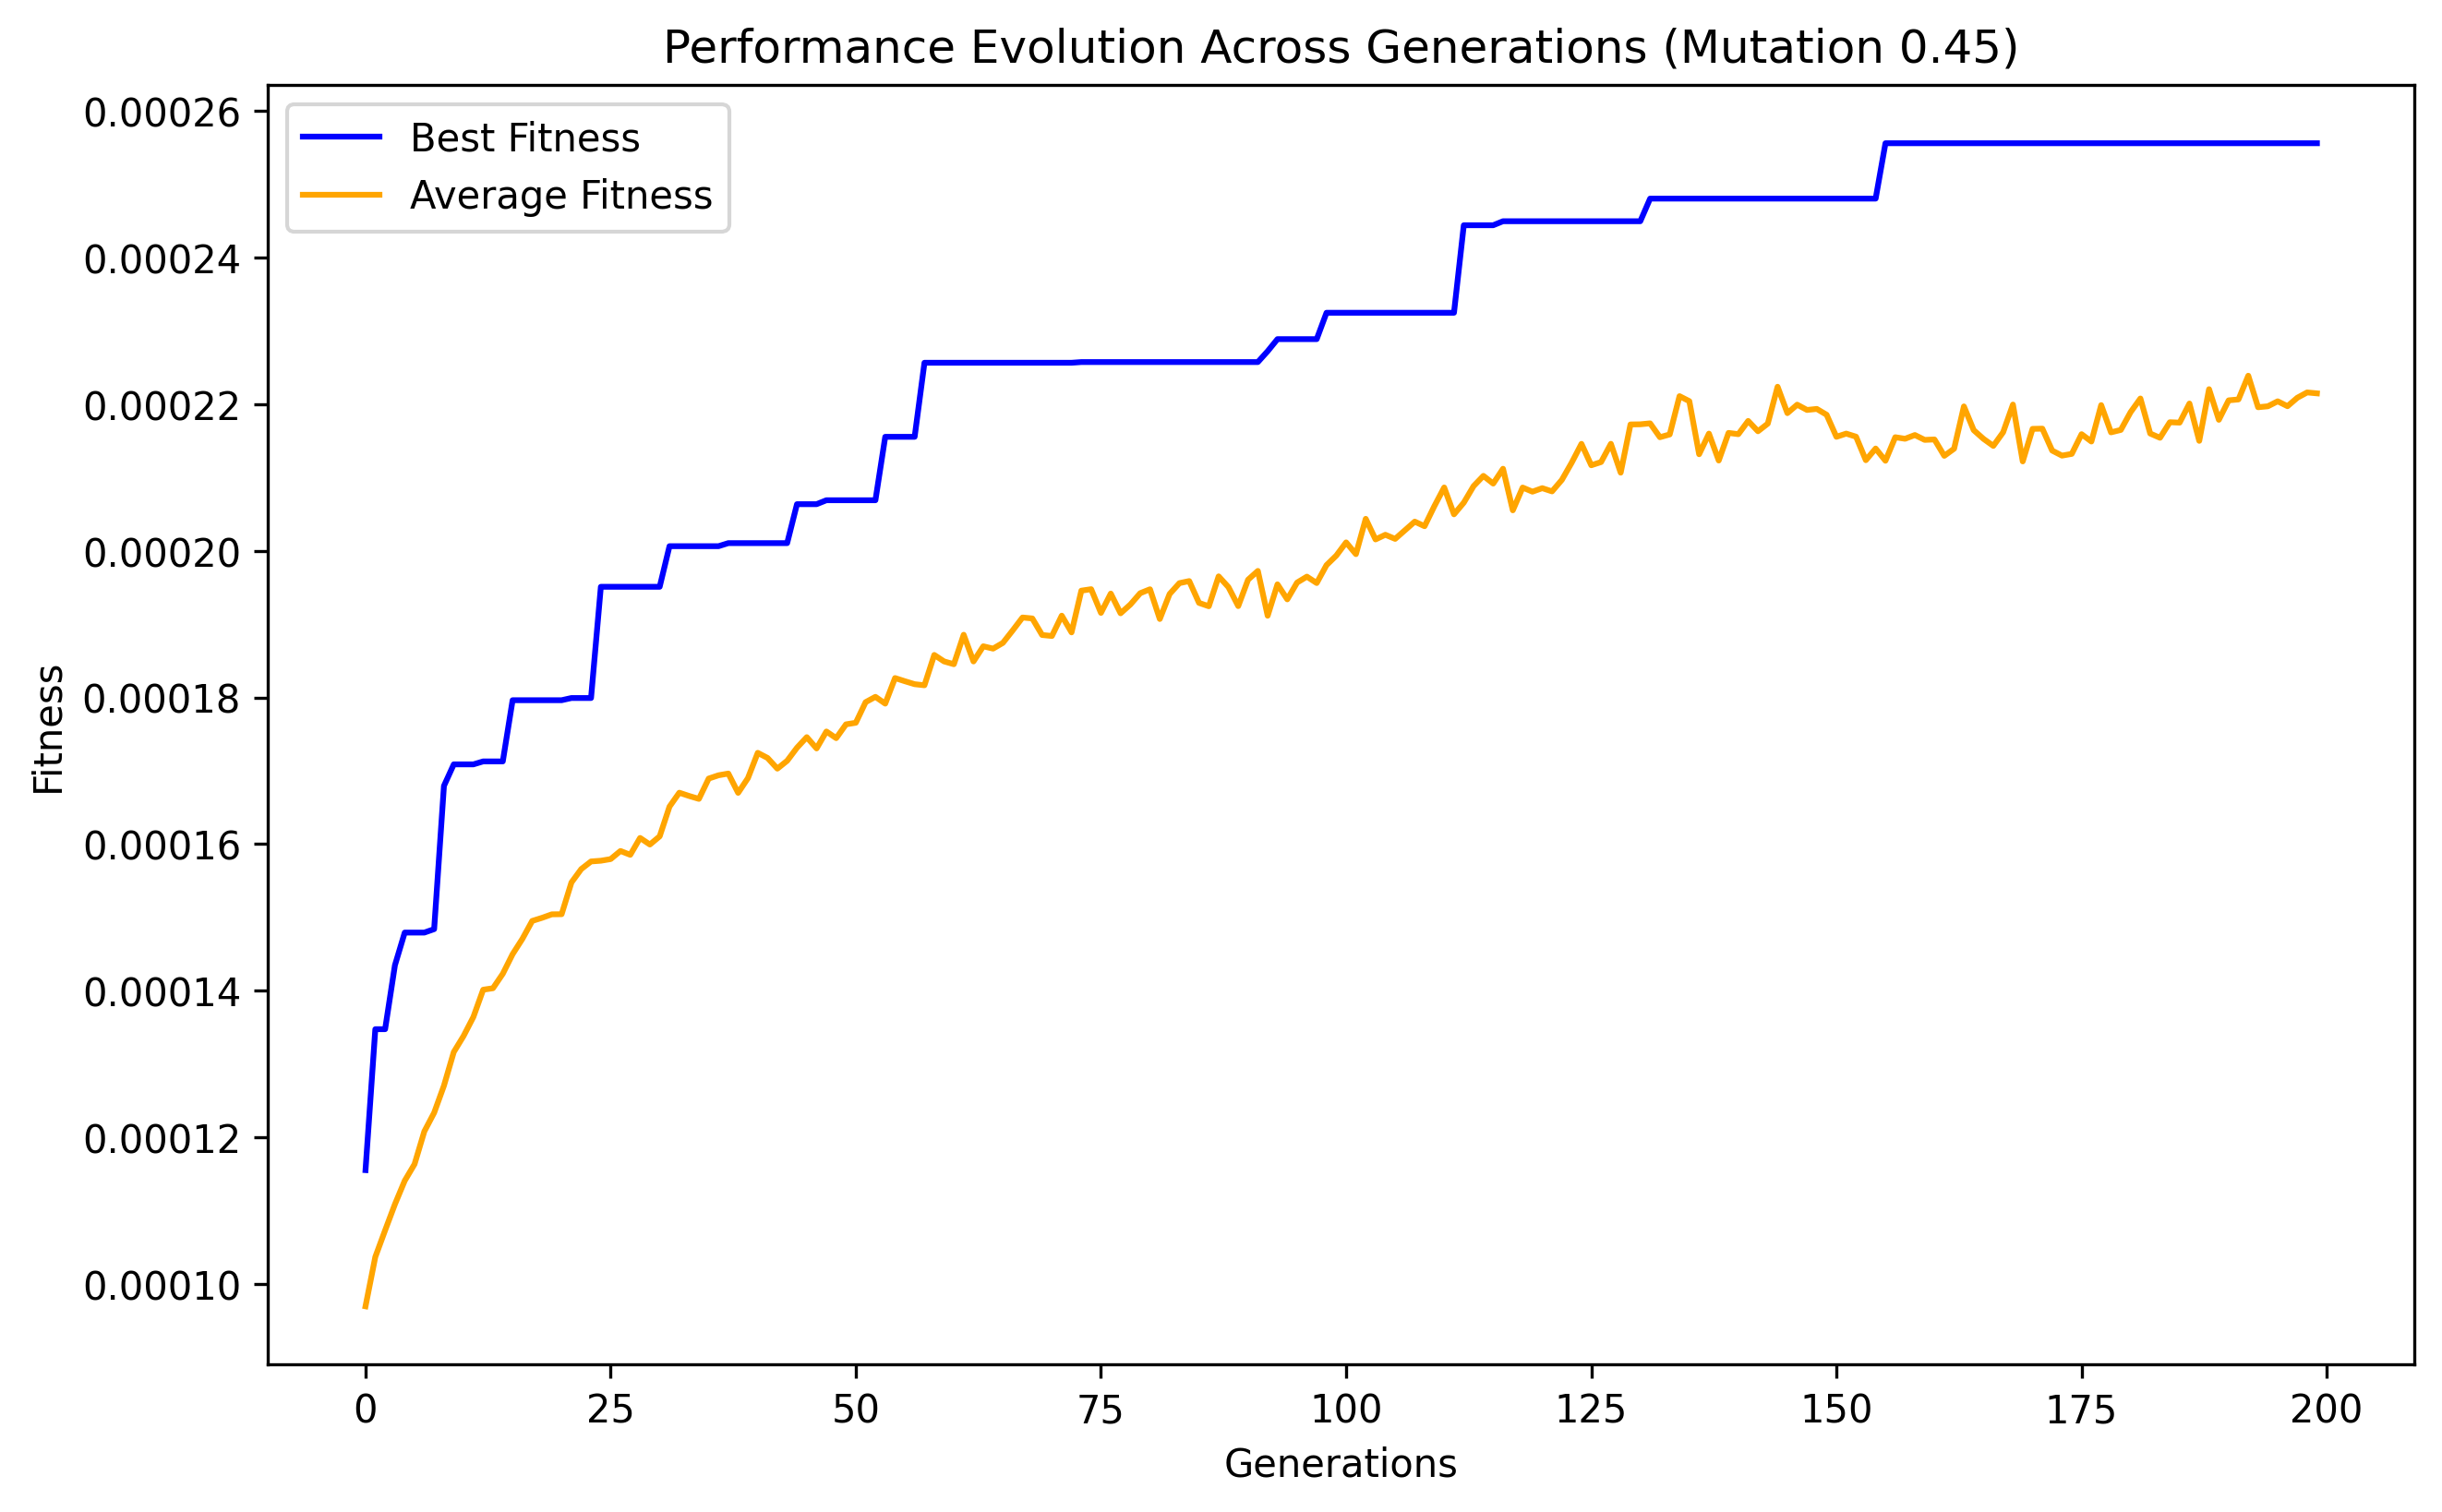 Performance Evolution Across Generations (Mutation 0.45)
Best Fitness
Average Fitness
0.00026
0.00024
0.00022
0.00020
0.00018
0.00016
0.00014
0.00012
0.00010
Fitness
0 25 50 75 100 125 150 175 200
Generations